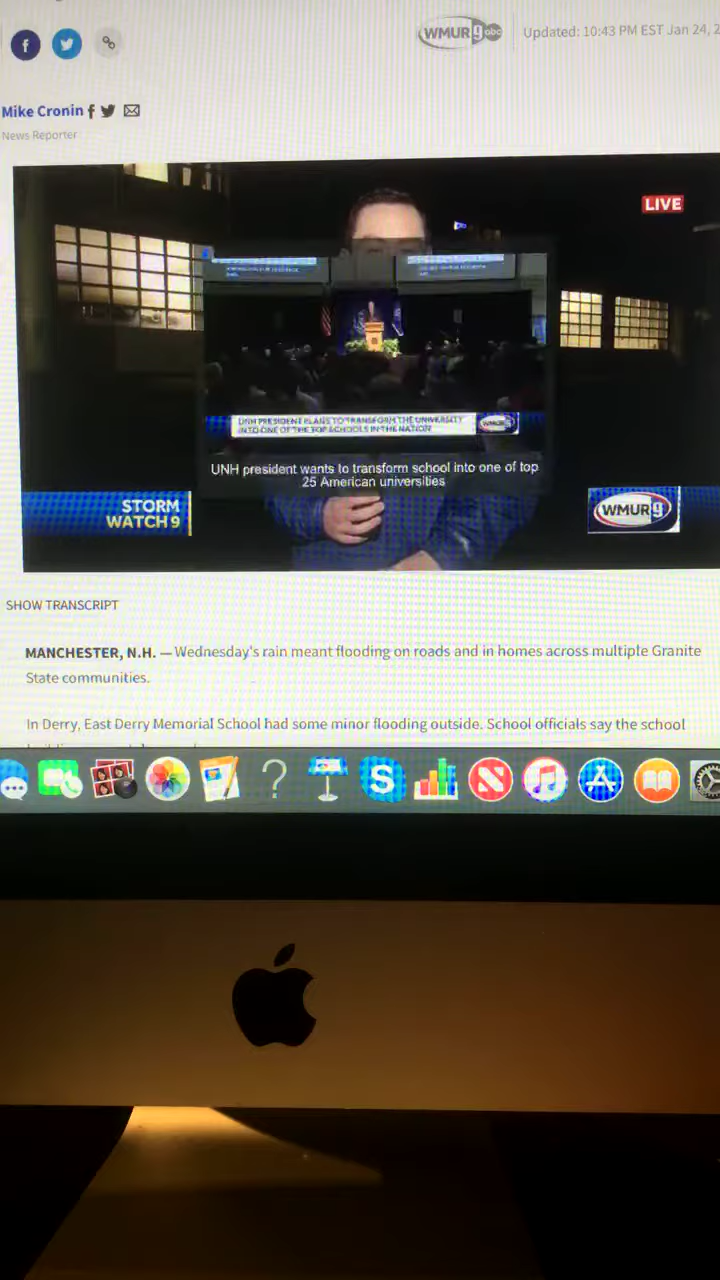 WMUR 9 abc
Updated: 10:43 PM EST Jan 24, 2
Mike Cronin
News Reporter
LIVE
UNH PRESIDENT PLANS TO TRANSFORM THE UNIVERSITY
INTO ONE OF THE TOP SCHOOLS IN THE NATION
WMUR 9
UNH president wants to transform school into one of top
25 American universities
STORM
WATCH 9
WMUR 9
SHOW TRANSCRIPT
MANCHESTER, N.H. — Wednesday's rain meant flooding on roads and in homes across multiple Granite
State communities.
In Derry, East Derry Memorial School had some minor flooding outside. School officials say the school